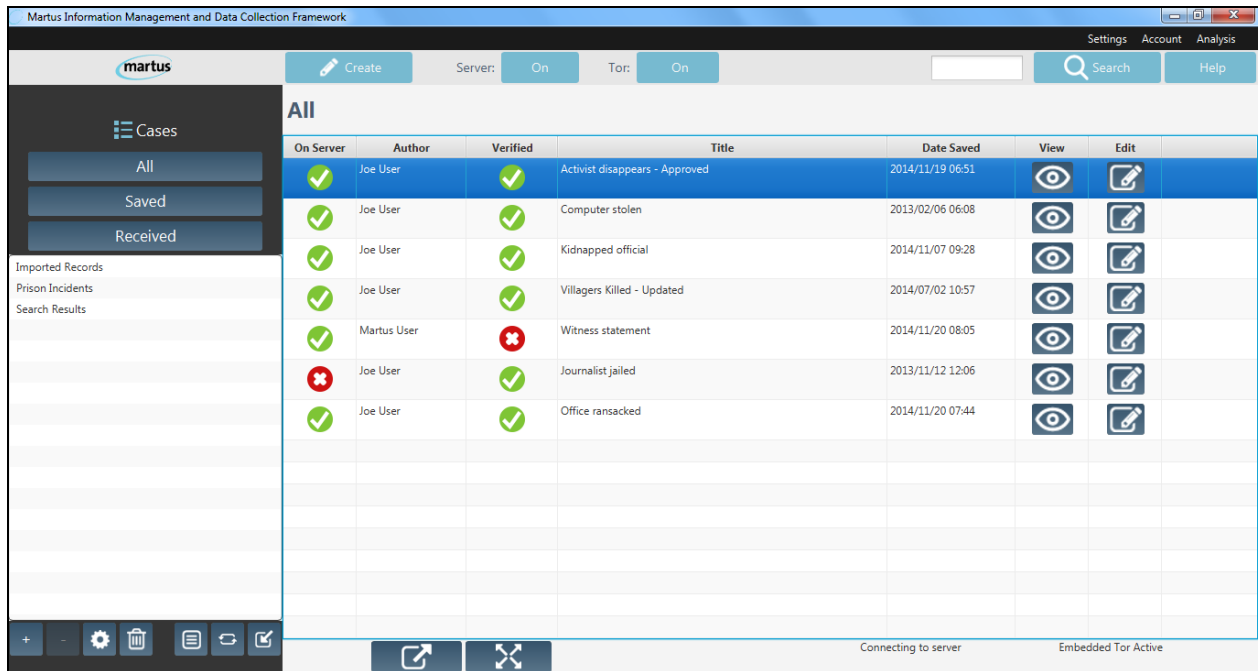 Martus Information Management and Data Collection Framework
Settings Account Analysis
martus Create Server: On Tor: On Search Help
All
Cases
All
Saved
Received
Imported Records
Prison Incidents
Search Results
On Server Author Verified Title Date Saved View Edit
Joe User Activist disappears - Approved 2014/11/19 06:51
Joe User Computer stolen 2013/02/06 06:08
Joe User Kidnapped official 2014/11/07 09:28
Joe User Villagers Killed - Updated 2014/07/02 10:57
Martus User Witness statement 2014/11/20 08:05
Joe User Journalist jailed 2013/11/12 12:06
Joe User Office ransacked 2014/11/20 07:44
+ -
Connecting to server Embedded Tor Active